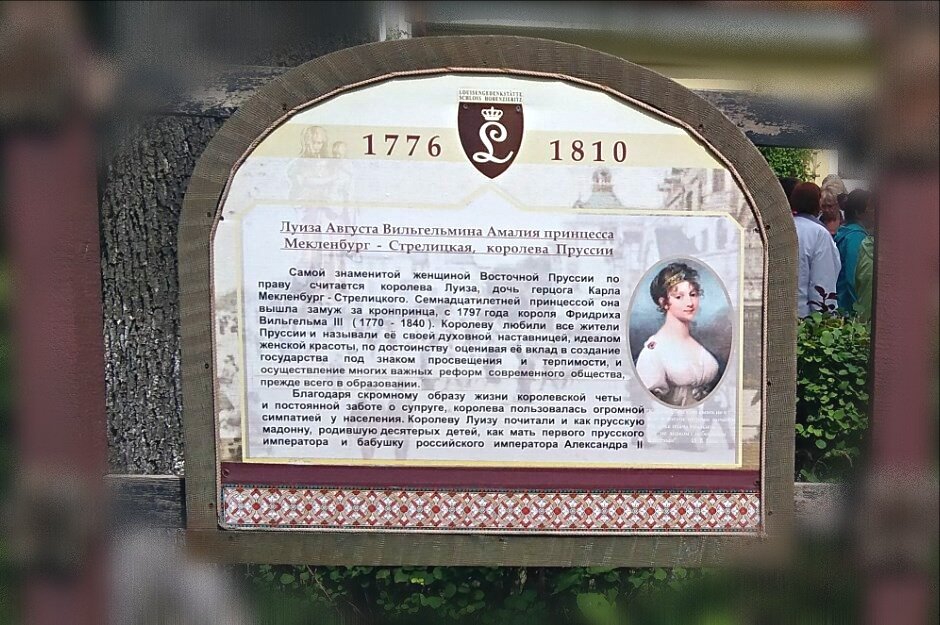 LOUISENGEDENKSTÄTTE
SCHLOSS HOHENZIERITZ
1776 L 1810
Луиза Августа Вильгельмина Амалия принцесса
Мекленбург - Стрелицкая, королева Пруссии
Самой знаменитой женщиной Восточной Пруссии по
праву считается королева Луиза, дочь герцога Карла
Мекленбург - Стрелицкого. Семнадцатилетней принцессой она
вышла замуж за кронпринца, с 1797 года короля Фридриха
Вильгельма III (1770 - 1840). Королеву любили все жители
Пруссии и называли её своей духовной наставницей, идеалом
женской красоты, по достоинству оценивая её вклад в создание
государства под знаком просвещения и терпимости, и
осуществление многих важных реформ современного общества,
прежде всего в образовании.
Благодаря скромному образу жизни королевской четы
и постоянной заботе о супруге, королева пользовалась огромной
симпатией у населения. Королеву Луизу почитали и как прусскую
мадонну, родившую десятерых детей, как мать первого прусского
императора и бабушку российского императора Александра II